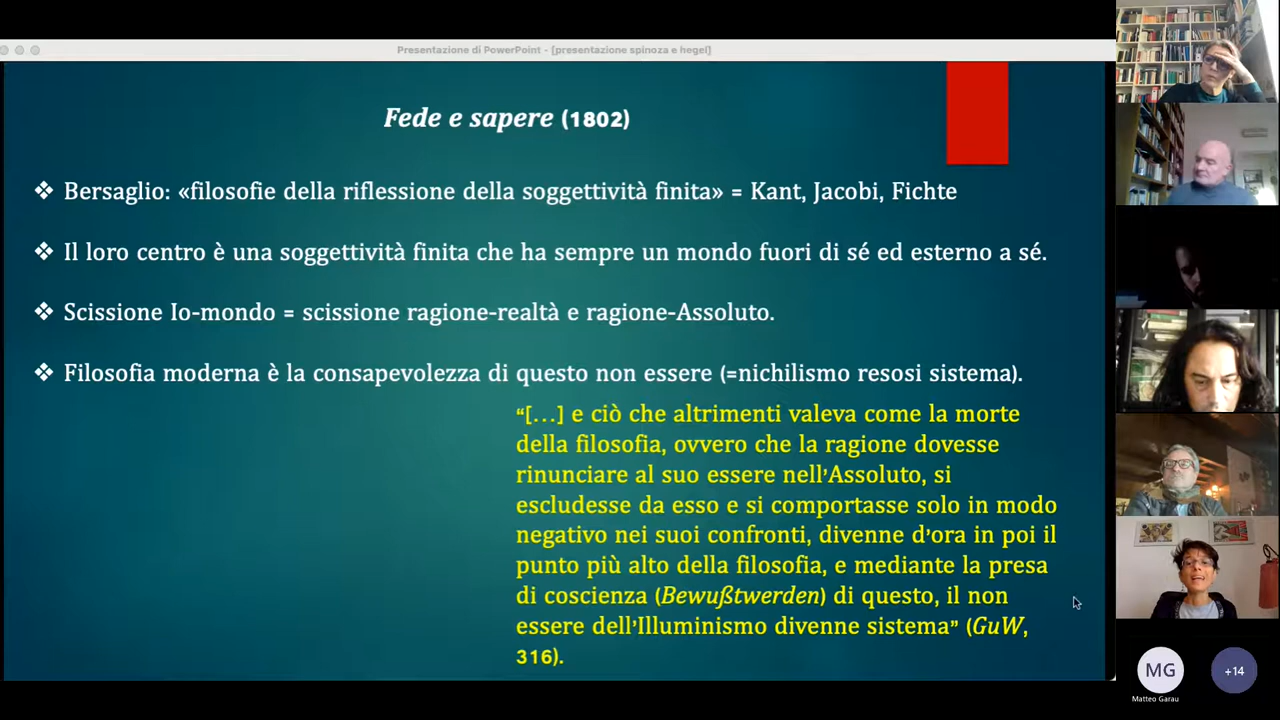 Presentazione di PowerPoint - [presentazione spinoza e hegel]
Fede e sapere (1802)
❖ Bersaglio: «filosofie della riflessione della soggettività finita» = Kant, Jacobi, Fichte
❖ Il loro centro è una soggettività finita che ha sempre un mondo fuori di sé ed esterno a sé.
❖ Scissione Io-mondo = scissione ragione-realtà e ragione-Assoluto.
❖ Filosofia moderna è la consapevolezza di questo non essere (=nichilismo resosi sistema).
“[…] e ciò che altrimenti valeva come la morte
della filosofia, ovvero che la ragione dovesse
rinunciare al suo essere nell’Assoluto, si
escludesse da esso e si comportasse solo in modo
negativo nei suoi confronti, divenne d’ora in poi il
punto più alto della filosofia, e mediante la presa
di coscienza (Bewußtwerden) di questo, il non
essere dell’Illuminismo divenne sistema” (GuW,
316).
MG
+14
Matteo Garau